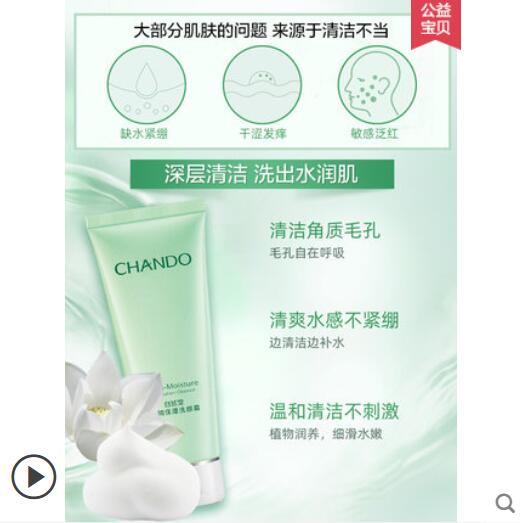 公益
宝贝
大部分肌肤的问题 来源于清洁不当
缺水紧绷
干涩发痒
敏感泛红
深层清洁 洗出水润肌
清洁角质毛孔
毛孔自在呼吸
CHANDO
清爽水感不紧绷
边清洁边补水
-Moisture
自然堂
温和清洁不刺激
植物润养，细滑水嫩